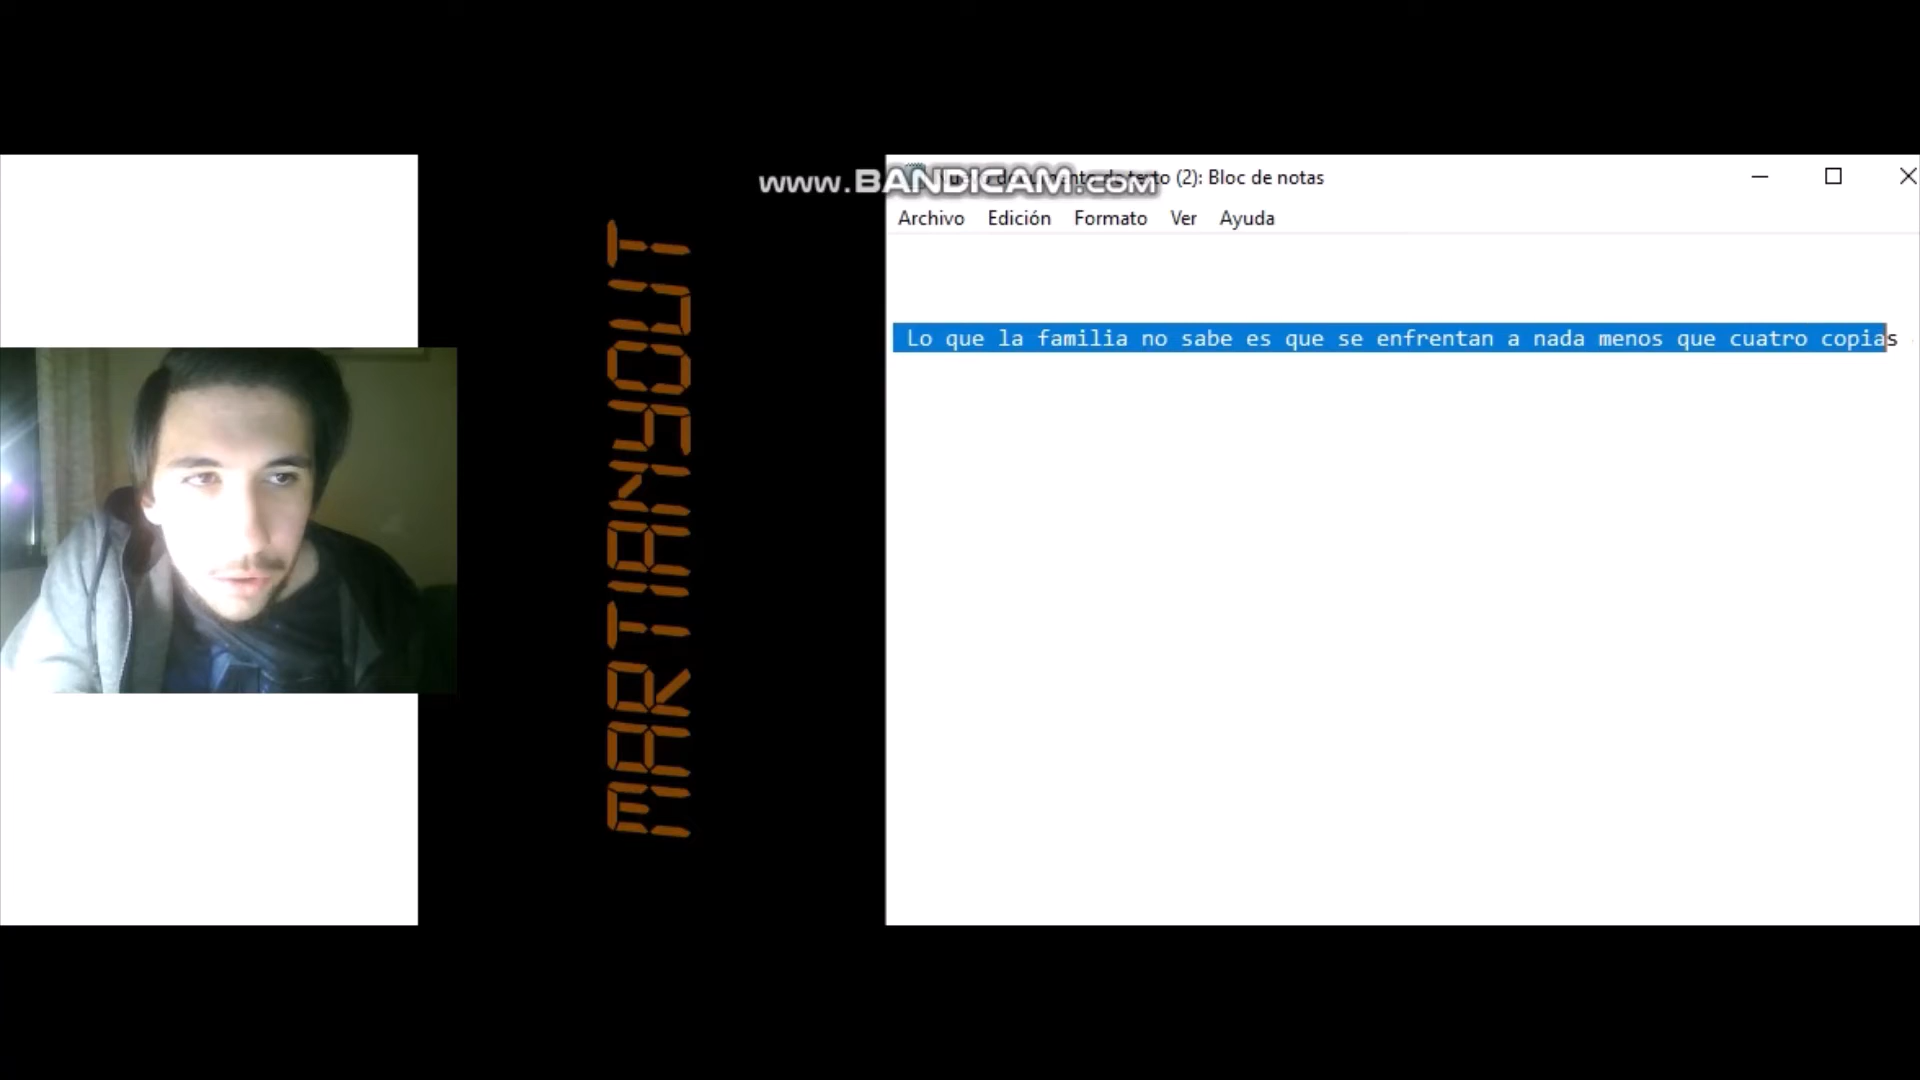 www.BANDICAM.com
(2): Bloc de notas
Archivo Edición Formato Ver Ayuda
Lo que la familia no sabe es que se enfrentan a nada menos que cuatro copias
MARTIANYOUT